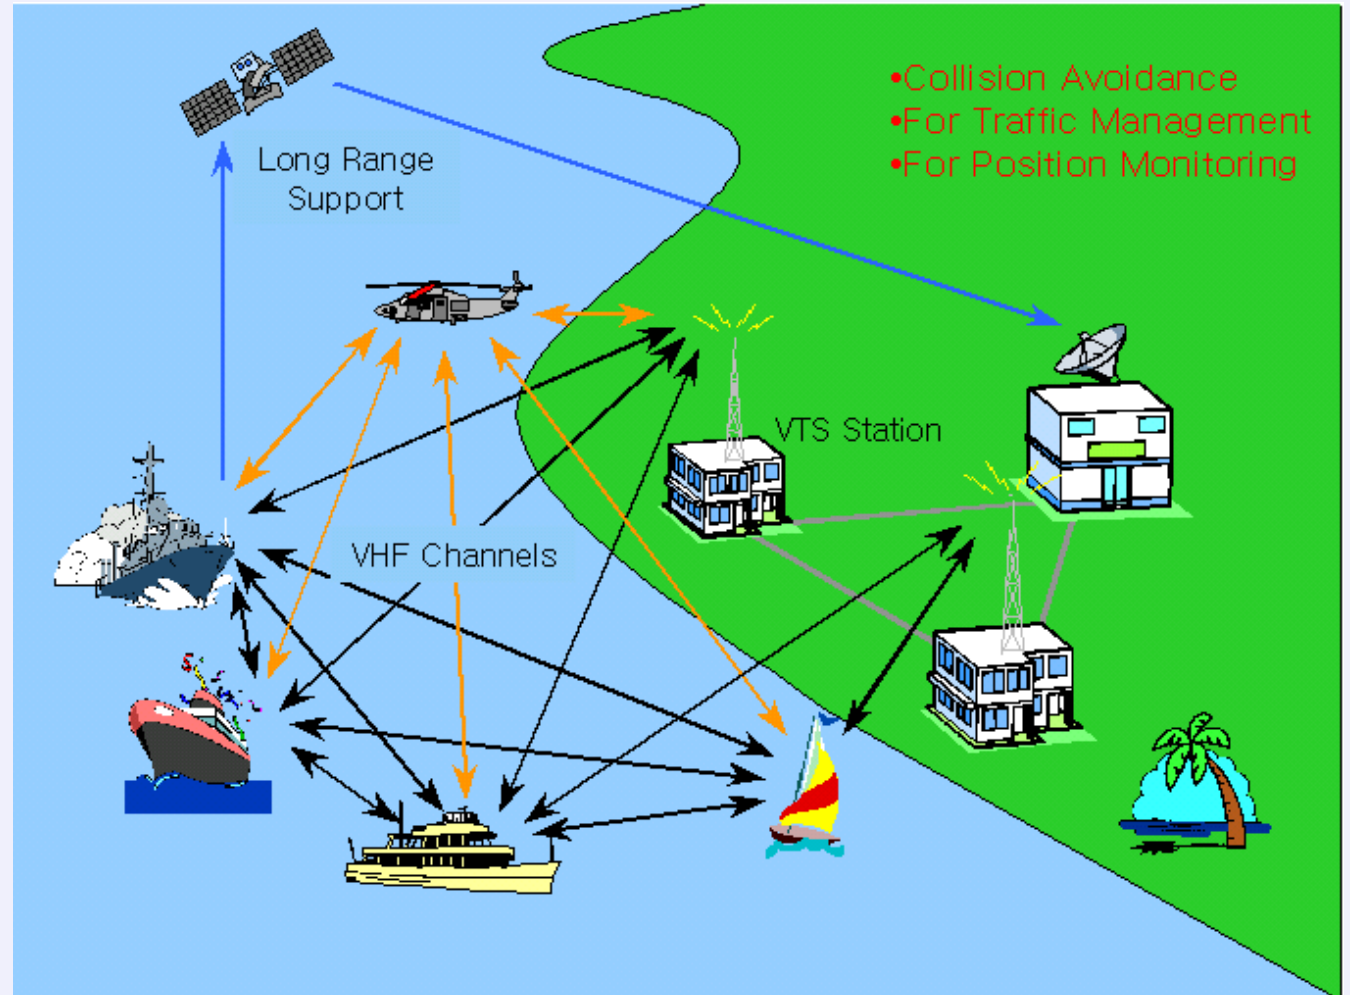 •Collision Avoidance
•For Traffic Management
•For Position Monitoring
Long Range
Support
VTS Station
VHF Channels